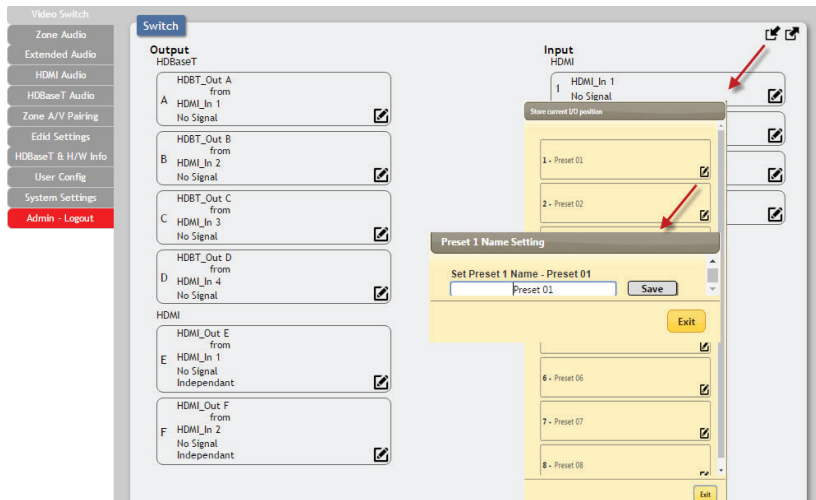 Video Switch
Zone Audio
Extended Audio
HDMI Audio
HDBaseT Audio
Zone A/V Pairing
Edid Settings
HDBaseT & H/W Info
User Config
System Settings
Admin - Logout
Switch
Output
HDBaseT
HDBT_Out A
from
A
HDMI_In 1
No Signal
HDBT_Out B
from
B
HDMI_In 2
No Signal
HDBT_Out C
from
C
HDMI_In 3
No Signal
HDBT_Out D
from
D
HDMI_In 4
No Signal
HDMI
HDMI_Out E
from
E
HDMI_In 1
No Signal
Independant
HDMI_Out F
from
F
HDMI_In 2
No Signal
Independant
Input
HDMI
1 HDMI_In 1
No Signal
Store current I/O position
1 - Preset 01
2 - Preset 02
Preset 1 Name Setting
Set Preset 1 Name - Preset 01
Preset 01
Save
Exit
6 - Preset 06
7 - Preset 07
8 - Preset 08
Exit